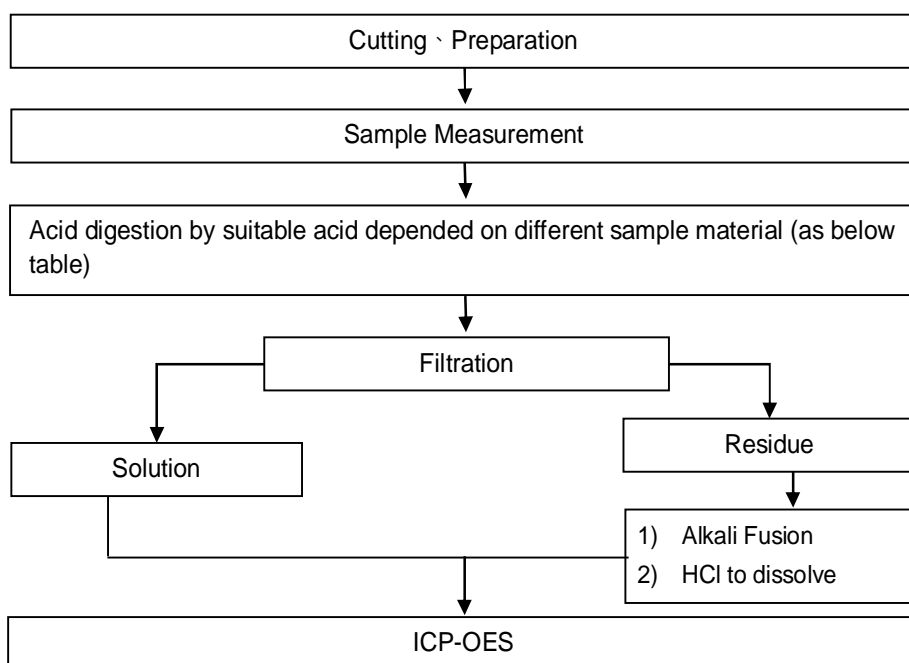 Cutting、Preparation
Sample Measurement
Acid digestion by suitable acid depended on different sample material (as below
table)
Filtration
Solution
Residue
1) Alkali Fusion
2) HCl to dissolve
ICP-OES